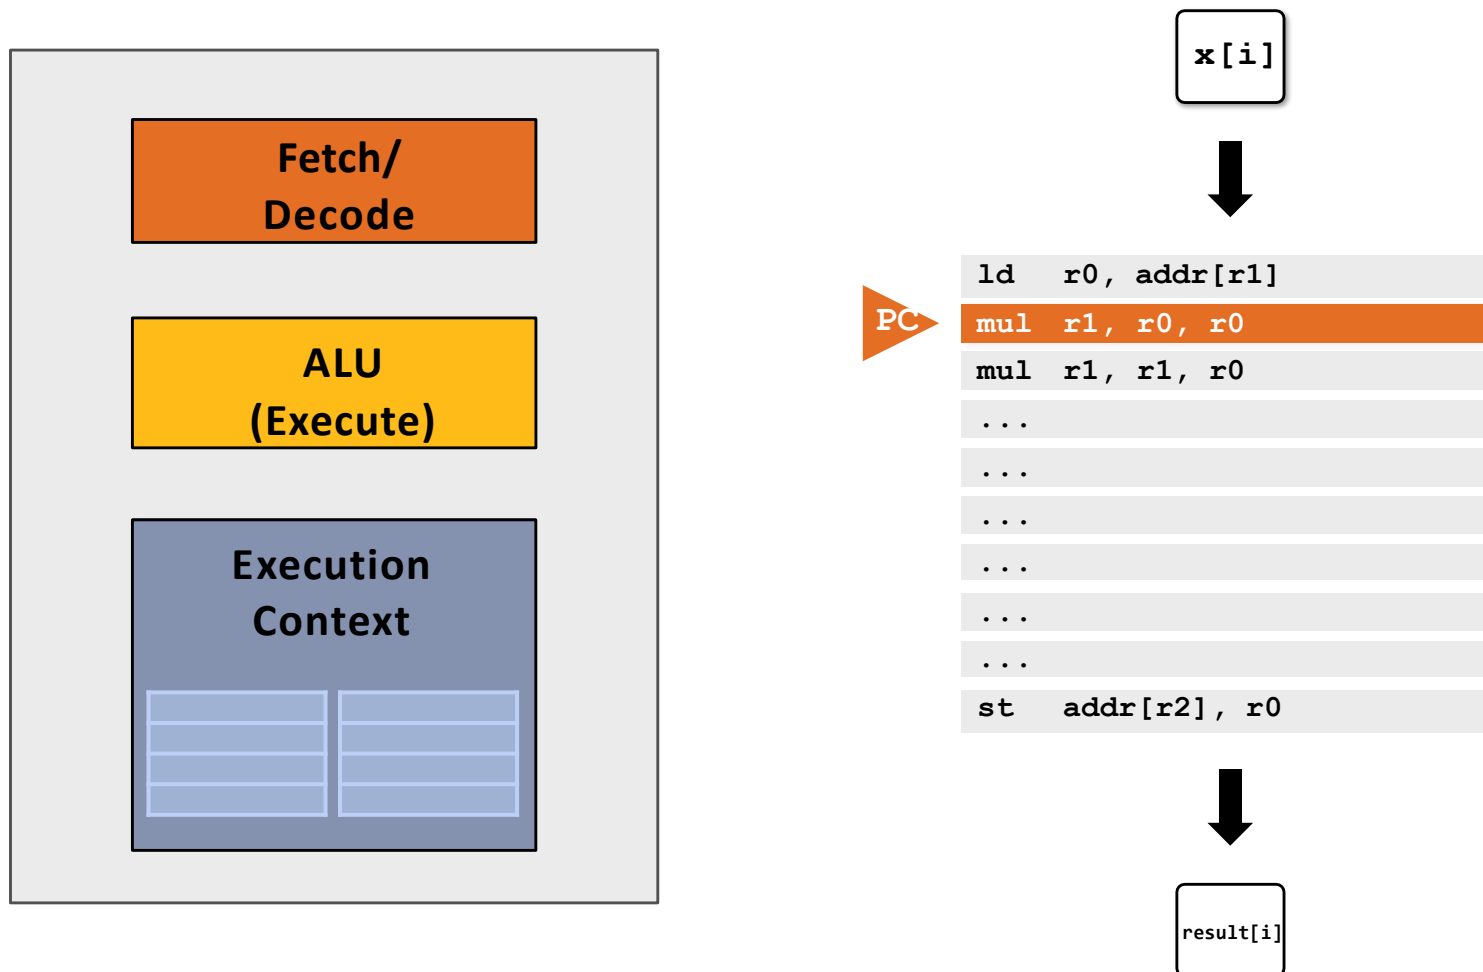 Fetch/
Decode
ALU
(Execute)
Execution
Context
x[i]
PC
ld r0, addr[r1]
mul r1, r0, r0
mul r1, r1, r0
...
...
...
...
...
...
st addr[r2], r0
result[i]